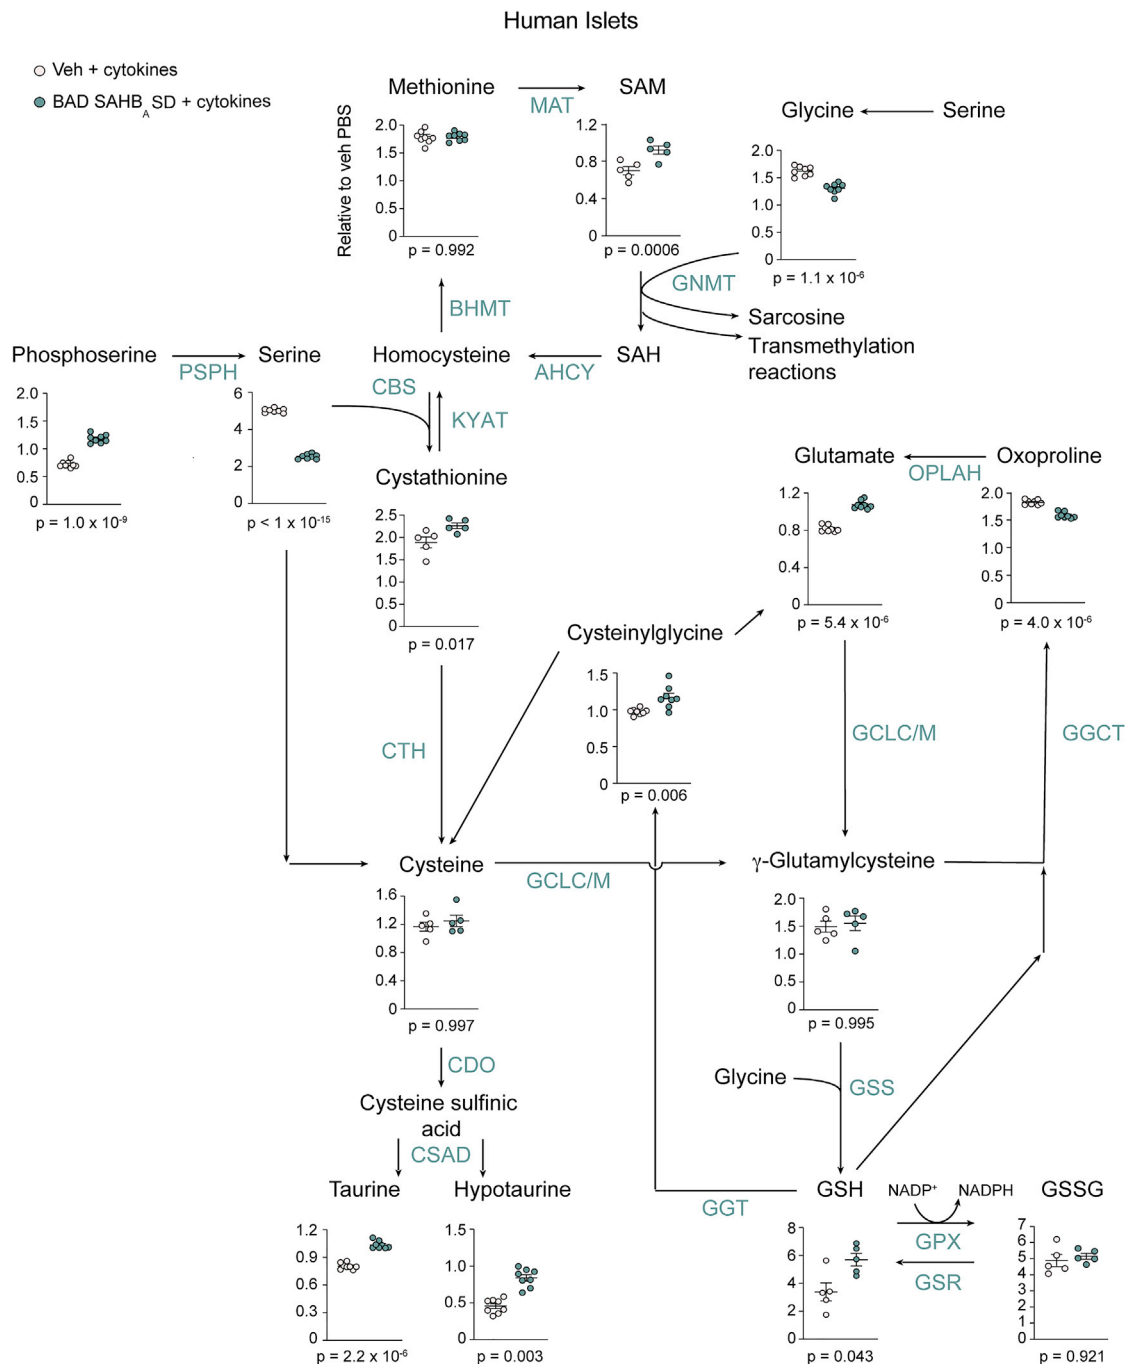 Human Islets
Veh + cytokines
BAD SAHB_A SD + cytokines
Methionine
MAT
SAM
Glycine
Serine
Relative to veh PBS
2.0
1.5
1.0
0.5
0
p = 0.992
1.2
0.8
0.4
0
p = 0.0006
2.0
1.5
1.0
0.5
0
p = 1.1 x 10⁻⁶
GNMT
Sarcosine
Transmethylation
reactions
BHMT
Phosphoserine
PSPH
Serine
Homocysteine
AHCY
SAH
CBS
KYAT
2.0
1.5
1.0
0.5
0
p = 1.0 x 10⁻⁹
6
4
2
0
p < 1 x 10⁻¹⁵
Cystathionine
2.5
2.0
1.5
1.0
0.5
0
p = 0.017
Glutamate
OPLAH
Oxoproline
1.2
0.8
0.4
0
p = 5.4 x 10⁻⁶
2.0
1.5
1.0
0.5
0
p = 4.0 x 10⁻⁶
Cysteinylglycine
1.5
1.0
0.5
0
p = 0.006
CTH
GCLC/M
GGCT
Cysteine
GCLC/M
γ-Glutamylcysteine
1.6
1.2
0.8
0.4
0
p = 0.997
2.0
1.5
1.0
0.5
0
p = 0.995
CDO
Cysteine sulfinic
acid
CSAD
Glycine
GSS
Taurine
Hypotaurine
GGT
GSH
NADP⁺
NADPH
GSSG
GPX
GSR
1.2
0.9
0.6
0.3
0
p = 2.2 x 10⁻⁶
1.5
1.0
0.5
0
p = 0.003
8
6
4
2
0
p = 0.043
7
6
5
4
3
2
1
0
p = 0.921